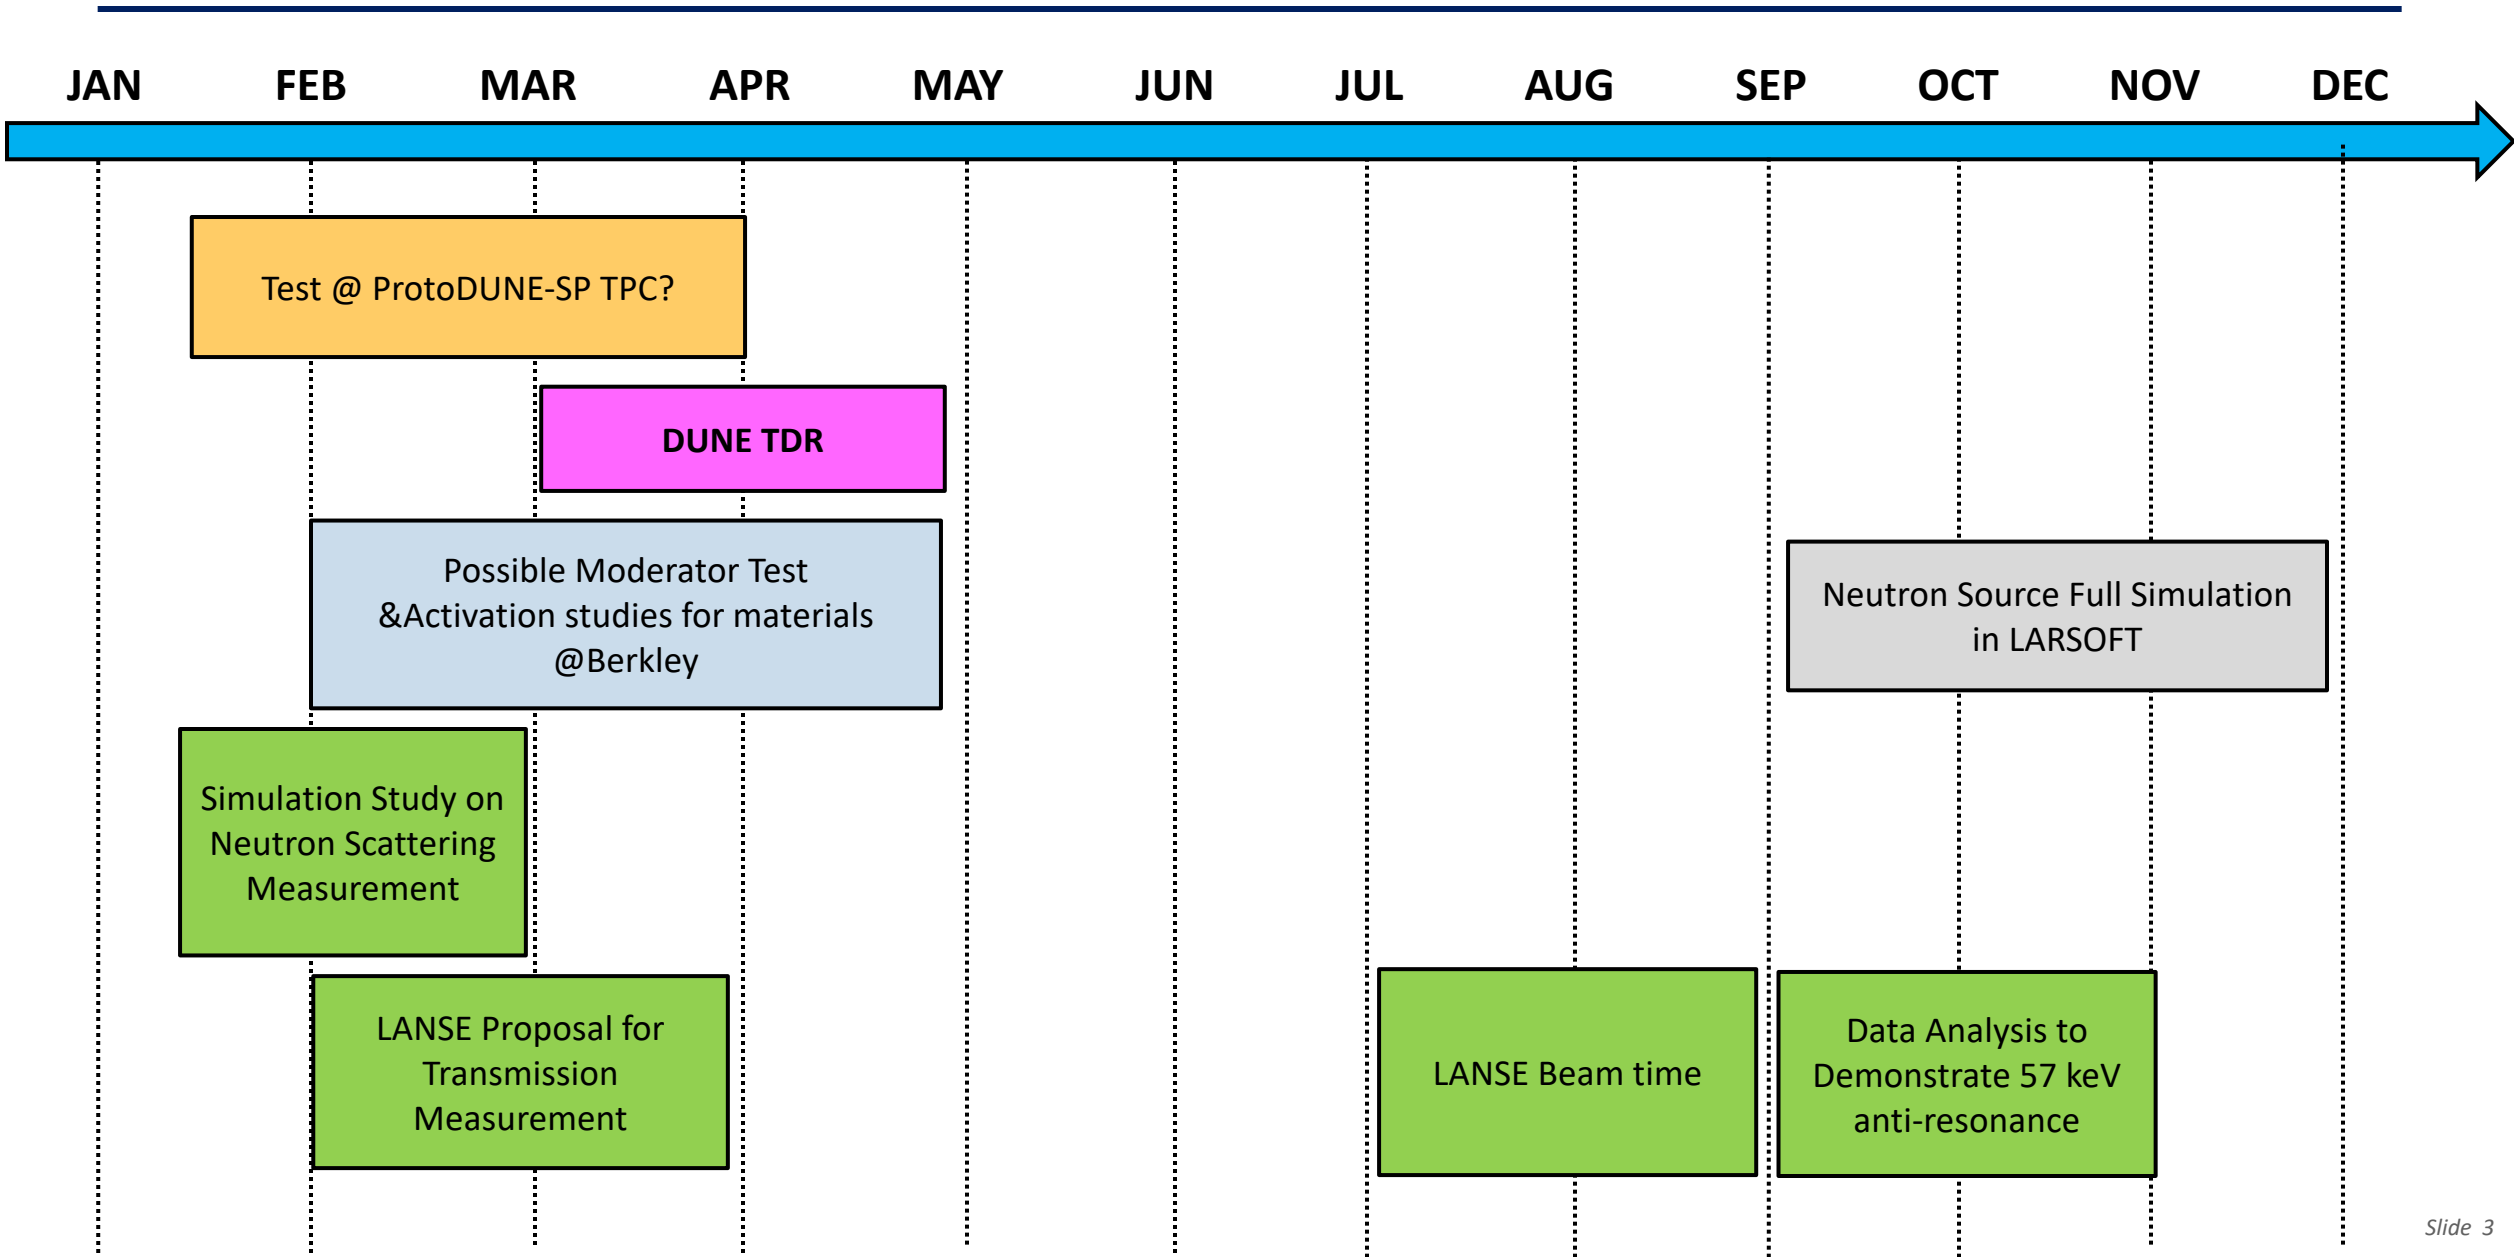 JAN FEB MAR APR MAY JUN JUL AUG SEP OCT NOV DEC
Test @ ProtoDUNE-SP TPC?
DUNE TDR
Possible Moderator Test
&Activation studies for materials
@Berkley
Neutron Source Full Simulation
in LARSOFT
Simulation Study on
Neutron Scattering
Measurement
LANSE Proposal for
Transmission
Measurement
LANSE Beam time
Data Analysis to
Demonstrate 57 keV
anti-resonance
Slide 3